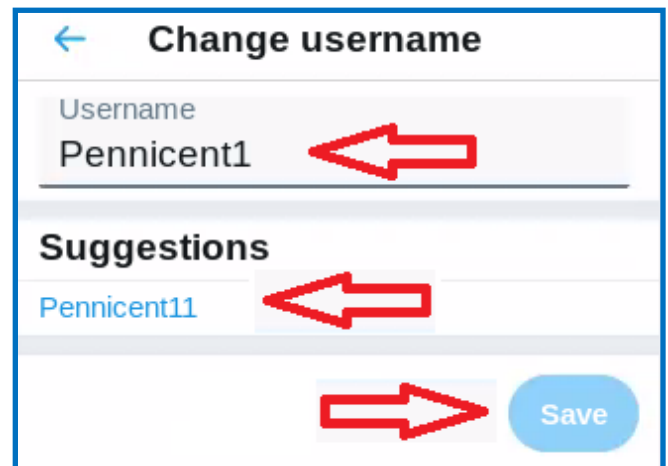 Change username
Username
Pennicent1
Suggestions
Pennicent11
Save